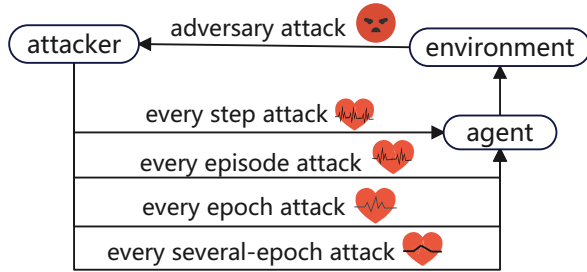 adversary attack
attacker
environment
every step attack
agent
every episode attack
every epoch attack
every several-epoch attack